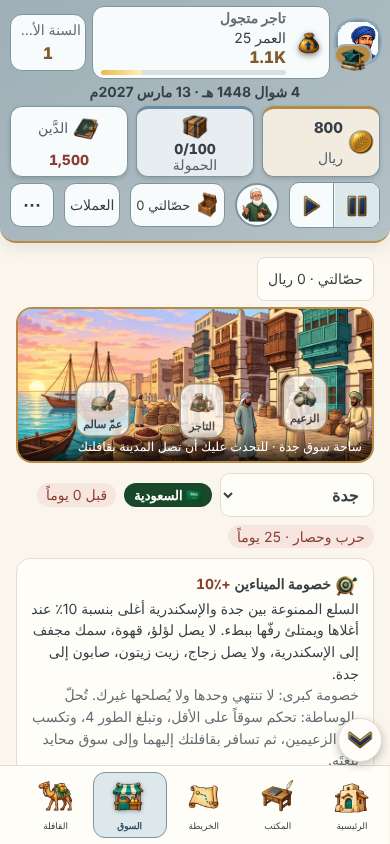 تاجر متجول
العمر 25
1.1K
السنة الأ...
1
4 شوال 1448 هـ · 13 مارس 2027م
800
ريال
0/100
الحمولة
الدَّين
1,500
حصّالتي 0
العملات
...
حصّالتي · 0 ريال
الزعيم
التاجر
عمّ سالم
ساحة سوق جدة · للتحدث عليك أن تصل المدينة بقافلتك
جدة
السعودية
قبل 0 يوماً
حرب وحصار · 25 يوماً
خصومة الميناءين +10٪
السلع الممنوعة بين جدة والإسكندرية أغلى بنسبة 10٪ عند
أغلاها ويمتلئ رفّها ببطء. لا يصل لؤلؤ، قهوة، سمك مجفف
إلى الإسكندرية، ولا يصل زجاج، زيت زيتون، صابون إلى
جدة.
خصومة كبرى: لا تنتهي وحدها ولا يُصلحها غيرك. تُحلّ
بالوساطة: تحكم سوقاً على الأقل، وتبلغ الطور 4، وتكسب
الزعيمين، ثم تسافر بقافلتك إليهما وإلى سوق محايد
الرئيسية
المكتب
الخريطة
السوق
القافلة